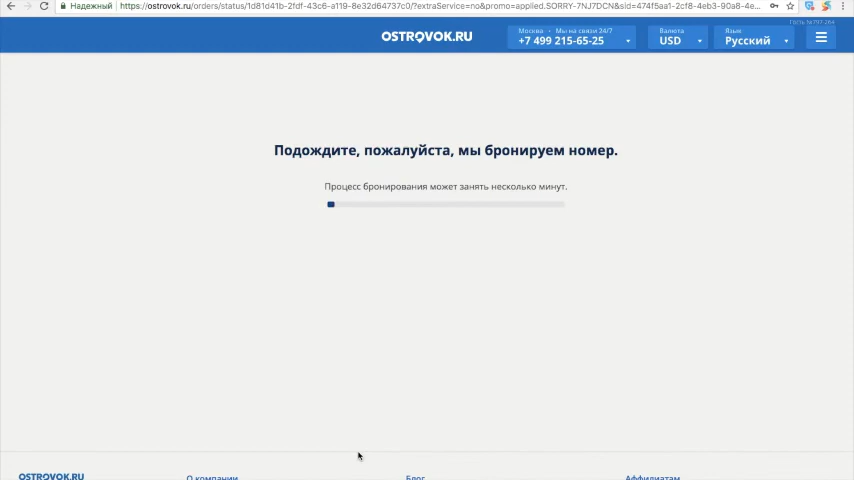 Надежный https://ostrovok.ru/orders/status/1d81d41b-2fdf-43c6-a119-8e32d64737c0/?extraService=no&promo=applied.SORRY-7NJ7DCN&sid=474f5aa1-2cf8-4eb3-90a8-4e...
OSTROVOK.RU
Москва • Мы на связи 24/7
+7 499 215-65-25
Валюта
USD
Язык
Русский
Подождите, пожалуйста, мы бронируем номер.
Процесс бронирования может занять несколько минут.
OSTROVOK.RU
О компании
Блог
Аффилиатам